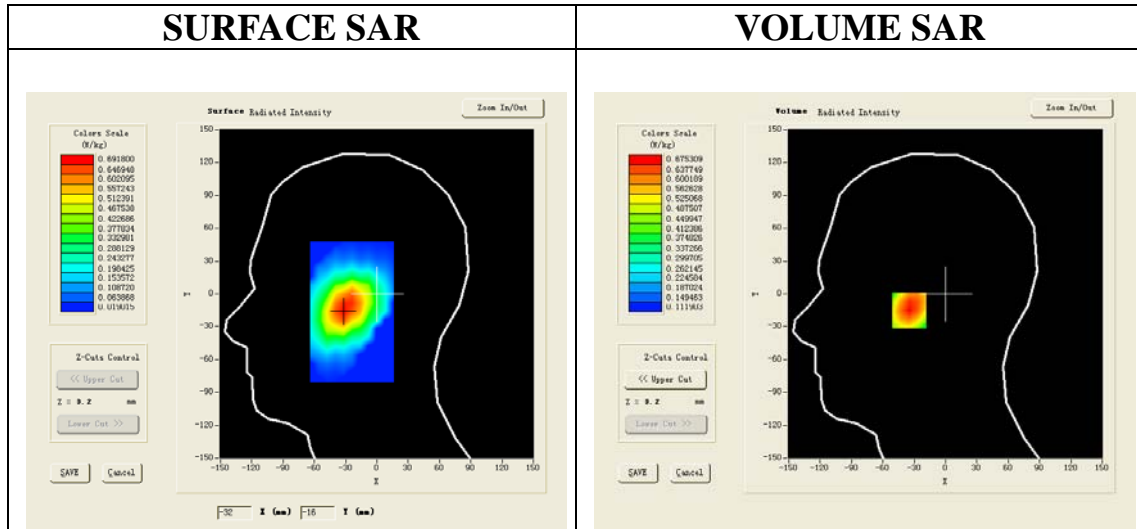 SURFACE SAR
VOLUME SAR
Surface Radiated Intensity
Zoom In/Out
Colors Scale
(W/kg)
0.691800
0.646948
0.602095
0.557243
0.512391
0.467538
0.422686
0.377834
0.332981
0.288129
0.243277
0.198425
0.153572
0.108720
0.063868
0.019015
150
120
90
60
30
0
-30
-60
-90
-120
-150
Y
-150 -120 -90 -60 -30 0 30 60 90 120 150
X
Z-Cuts Control
<< Upper Cut
Z = 0.2 mm
Lower Cut >>
SAVE Cancel
-32 X (mm) -16 Y (mm)
Volume Radiated Intensity
Zoom In/Out
Colors Scale
(W/kg)
0.675309
0.637749
0.600189
0.562628
0.525068
0.487507
0.449947
0.412386
0.374826
0.337266
0.299705
0.262145
0.224584
0.187024
0.149463
0.111903
150
120
90
60
30
0
-30
-60
-90
-120
-150
Y
-150 -120 -90 -60 -30 0 30 60 90 120 150
X
Z-Cuts Control
<< Upper Cut
Z = 0.2 mm
Lower Cut >>
SAVE Cancel